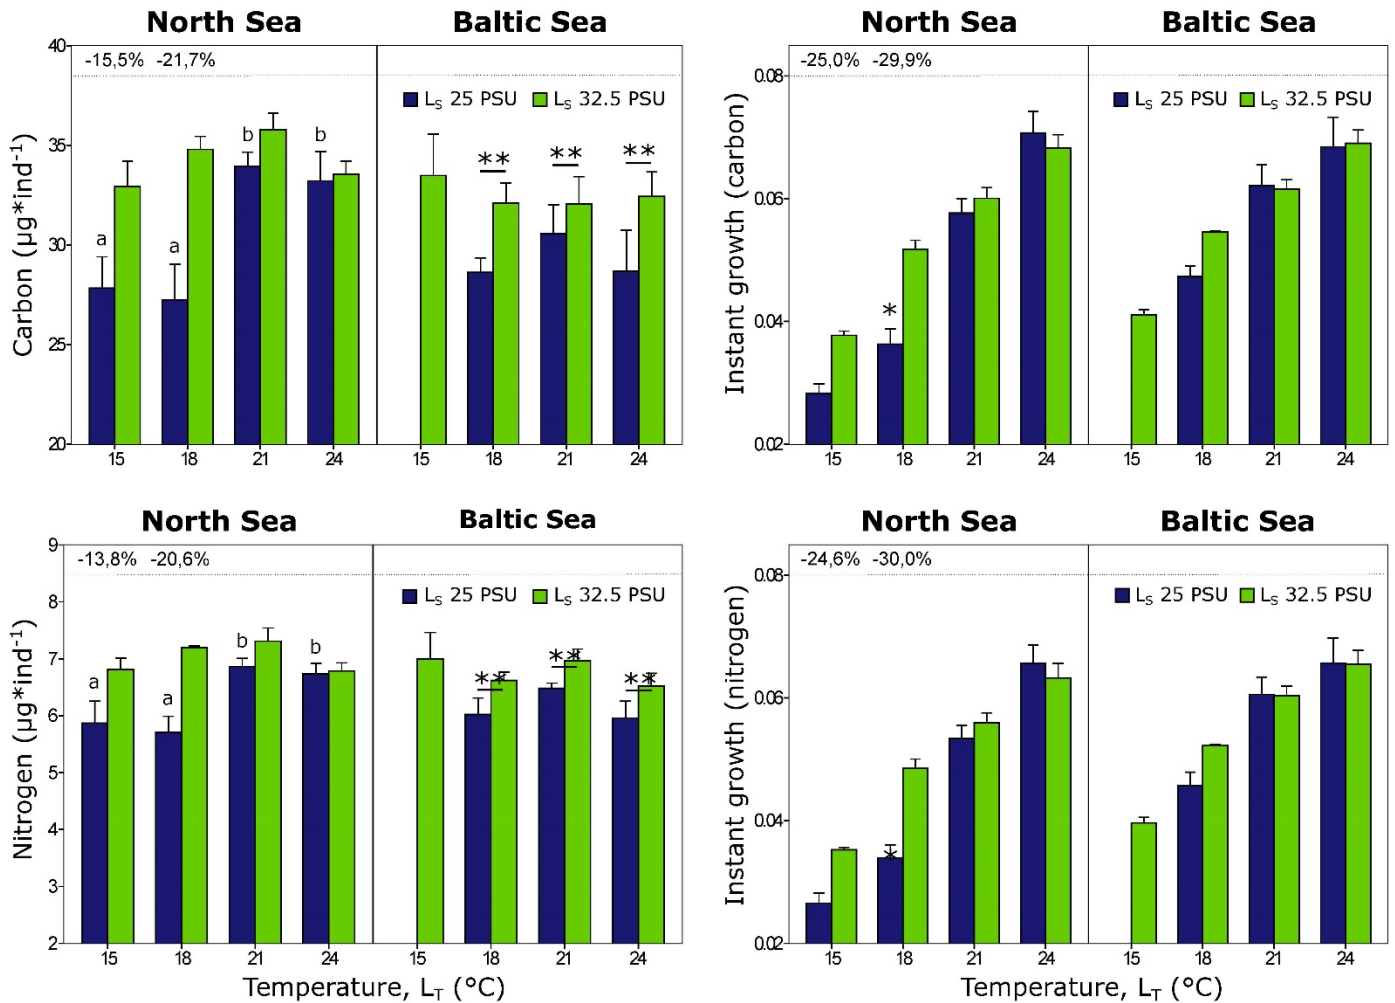 North Sea Baltic Sea
40
-15,5% -21,7%
Ls 25 PSU Ls 32.5 PSU
35
30
25
20
Carbon (µg*ind-1)
a a b b
** ** **
15 18 21 24 15 18 21 24
North Sea Baltic Sea
-25,0% -29,9%
0.08
Ls 25 PSU Ls 32.5 PSU
0.06
0.04
0.02
Instant growth (carbon)
*
15 18 21 24 15 18 21 24
North Sea Baltic Sea
9
-13,8% -20,6%
Ls 25 PSU Ls 32.5 PSU
8
7
6
5
4
3
2
Nitrogen (µg*ind-1)
a a b b
** ** **
15 18 21 24 15 18 21 24
Temperature, LT (°C)
North Sea Baltic Sea
-24,6% -30,0%
0.08
Ls 25 PSU Ls 32.5 PSU
0.06
0.04
0.02
Instant growth (nitrogen)
*
15 18 21 24 15 18 21 24
Temperature, LT (°C)